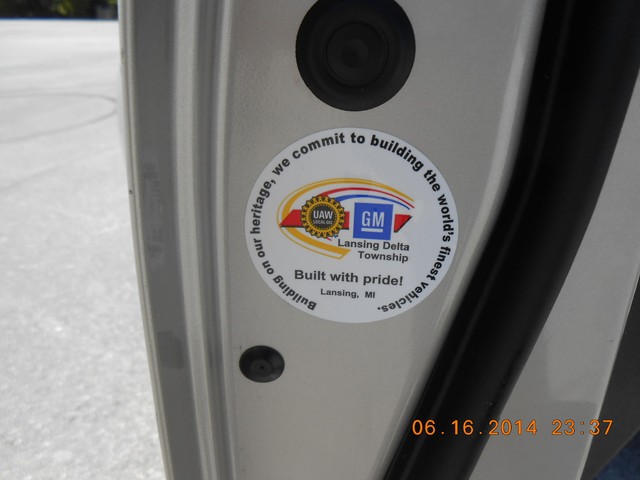 Building on our heritage, we commit to building the world's finest vehicles.
UAW
GM
Lansing Delta
Township
Built with pride!
Lansing, MI
06.16.2014 23:37